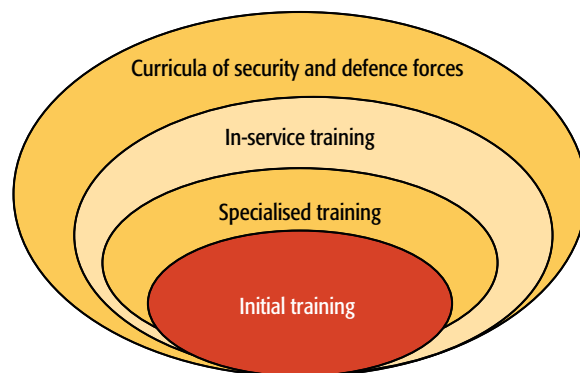 Curricula of security and defence forces
In-service training
Specialised training
Initial training